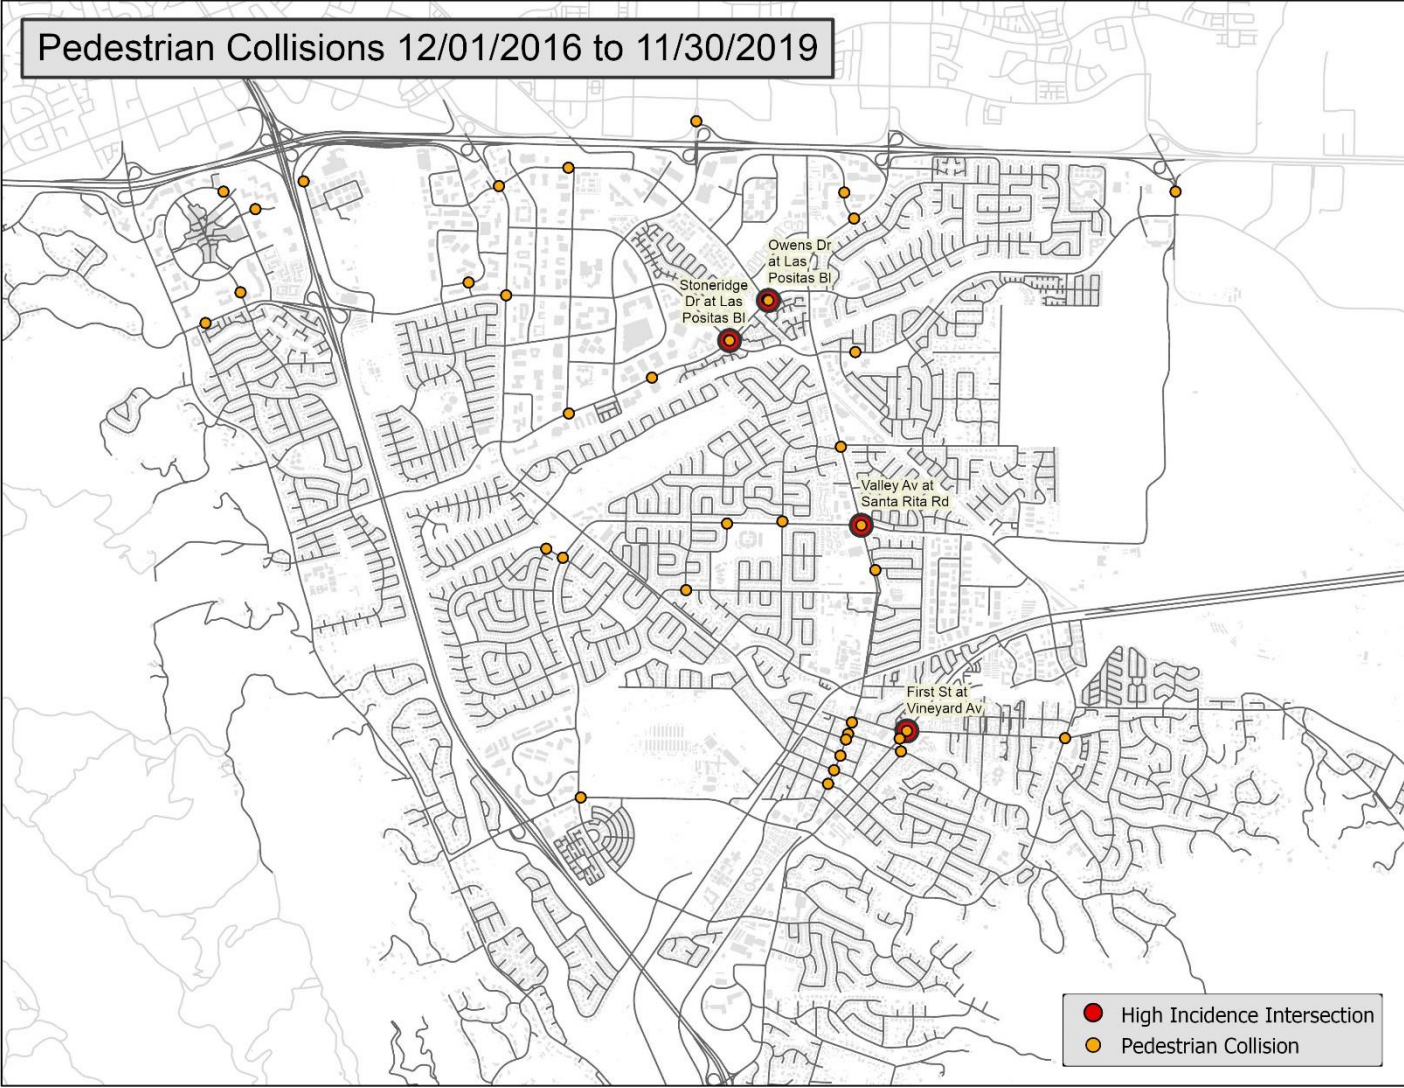 Pedestrian Collisions 12/01/2016 to 11/30/2019
Owens Dr
at Las
Positas Bl
Stoneridge
Dr at Las
Positas Bl
Valley Av at
Santa Rita Rd
First St at
Vineyard Av
High Incidence Intersection
Pedestrian Collision